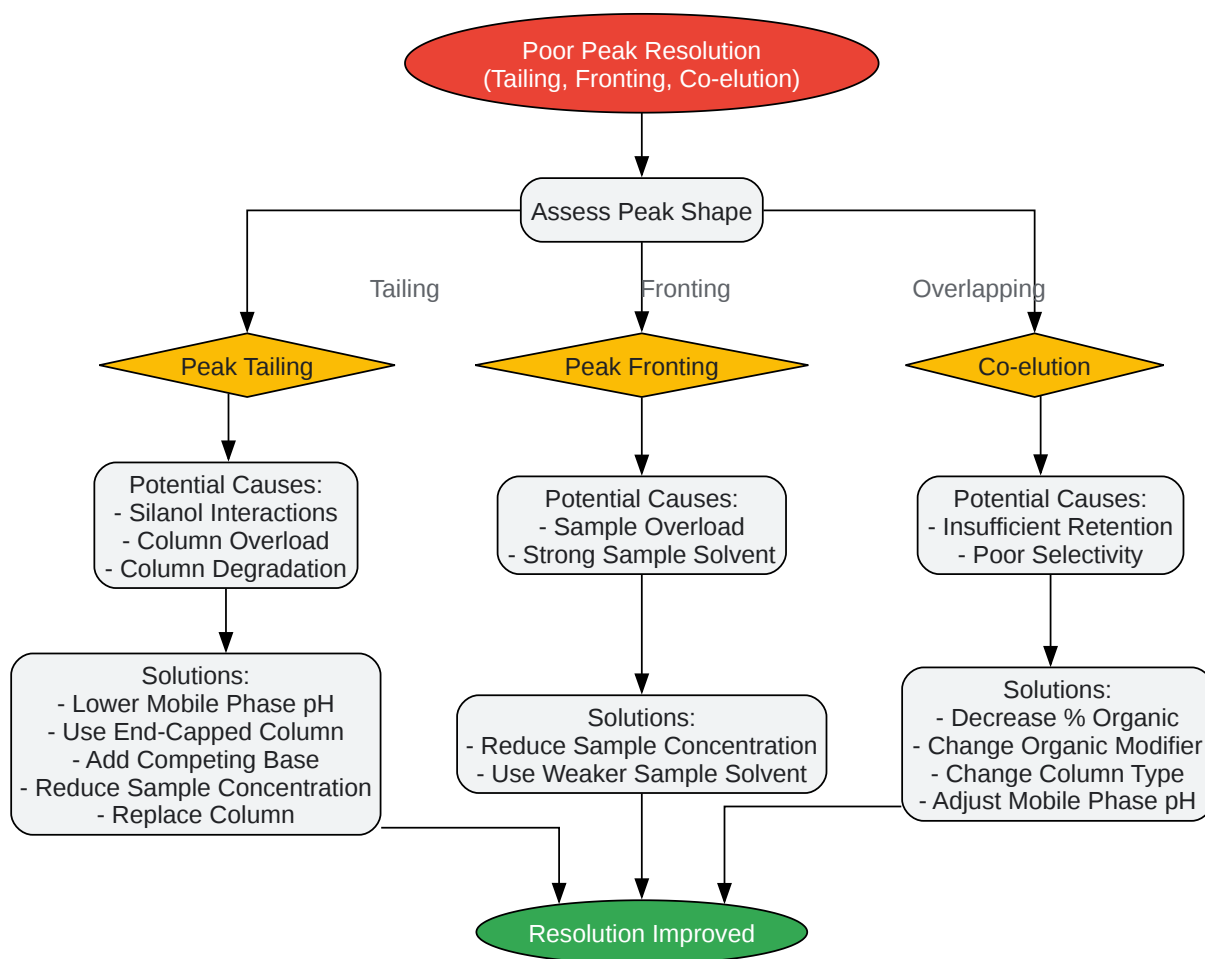 Poor Peak Resolution
(Tailing, Fronting, Co-elution)
Assess Peak Shape
Tailing
Fronting
Overlapping
Peak Tailing
Peak Fronting
Co-elution
Potential Causes:
- Silanol Interactions
- Column Overload
- Column Degradation
Potential Causes:
- Sample Overload
- Strong Sample Solvent
Potential Causes:
- Insufficient Retention
- Poor Selectivity
Solutions:
- Lower Mobile Phase pH
- Use End-Capped Column
- Add Competing Base
- Reduce Sample Concentration
- Replace Column
Solutions:
- Reduce Sample Concentration
- Use Weaker Sample Solvent
Solutions:
- Decrease % Organic
- Change Organic Modifier
- Change Column Type
- Adjust Mobile Phase pH
Resolution Improved